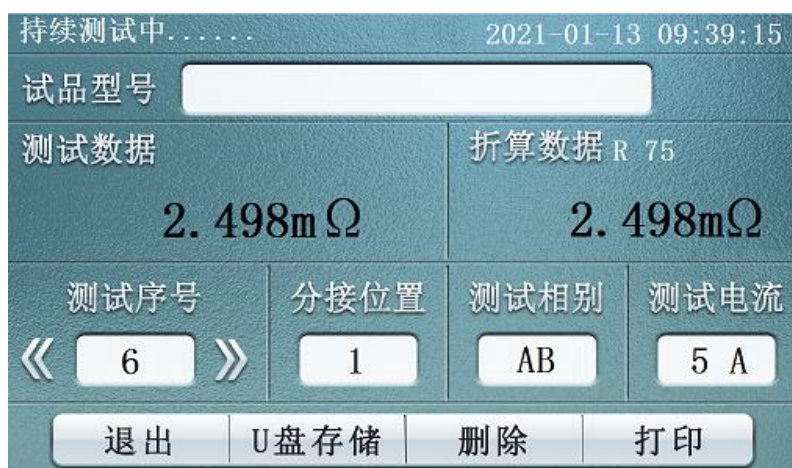 持续测试中...... 2021-01-13 09:39:15
试品型号
测试数据 折算数据 R 75
2.498mΩ 2.498mΩ
测试序号 分接位置 测试相别 测试电流
《 6 》 1 AB 5 A
退出 U盘存储 删除 打印